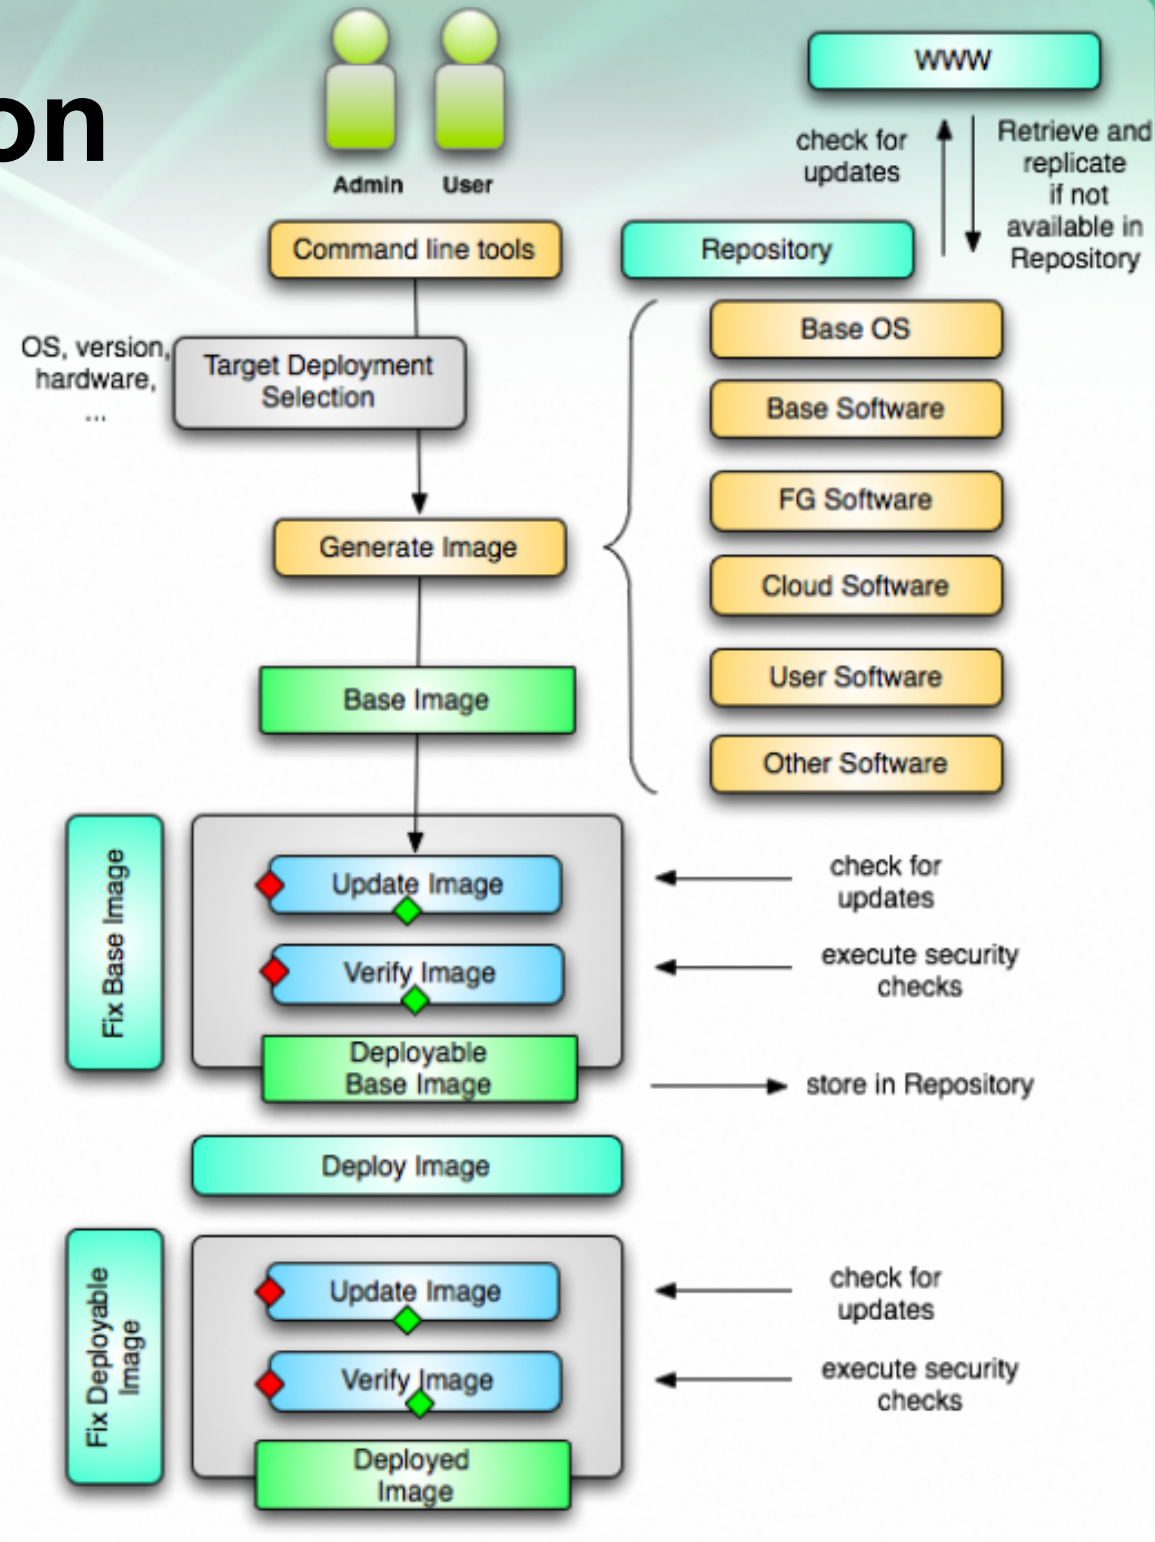 on
Admin
User
Command line tools
OS, version,
hardware,
...
Target Deployment
Selection
Generate Image
Base Image
WWW
check for
updates
Retrieve and
replicate
if not
available in
Repository
Repository
Base OS
Base Software
FG Software
Cloud Software
User Software
Other Software
Fix Base Image
Update Image
check for
updates
Verify Image
execute security
checks
Deployable
Base Image
store in Repository
Deploy Image
Fix Deployable
Image
Update Image
check for
updates
Verify Image
execute security
checks
Deployed
Image